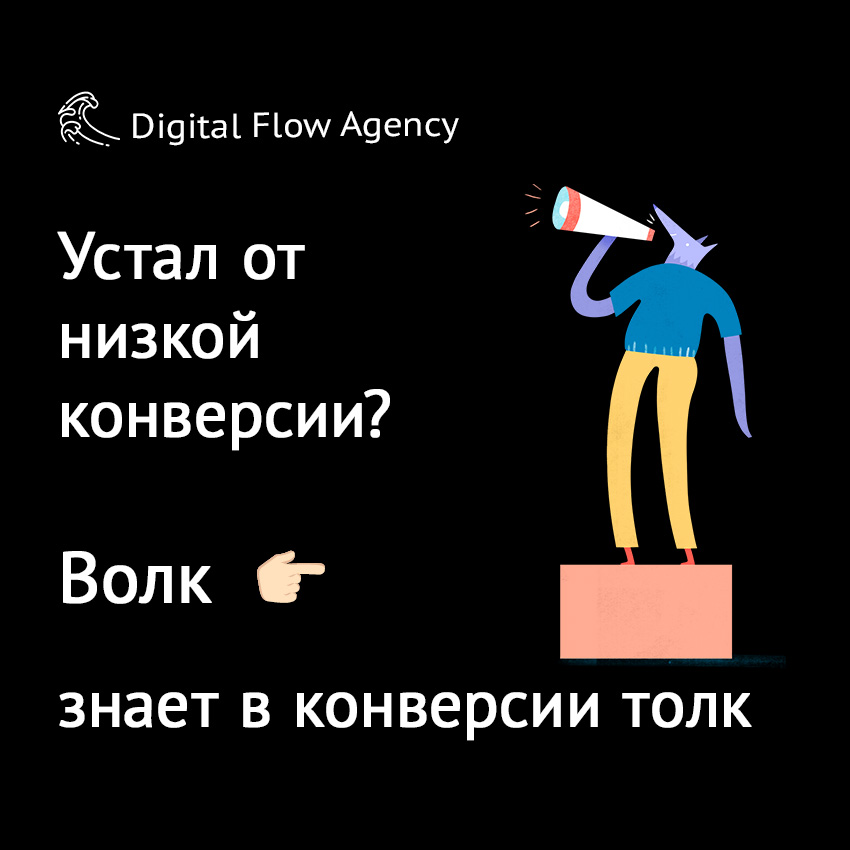 Digital Flow Agency
Устал от
низкой
конверсии?
Волк
знает в конверсии толк